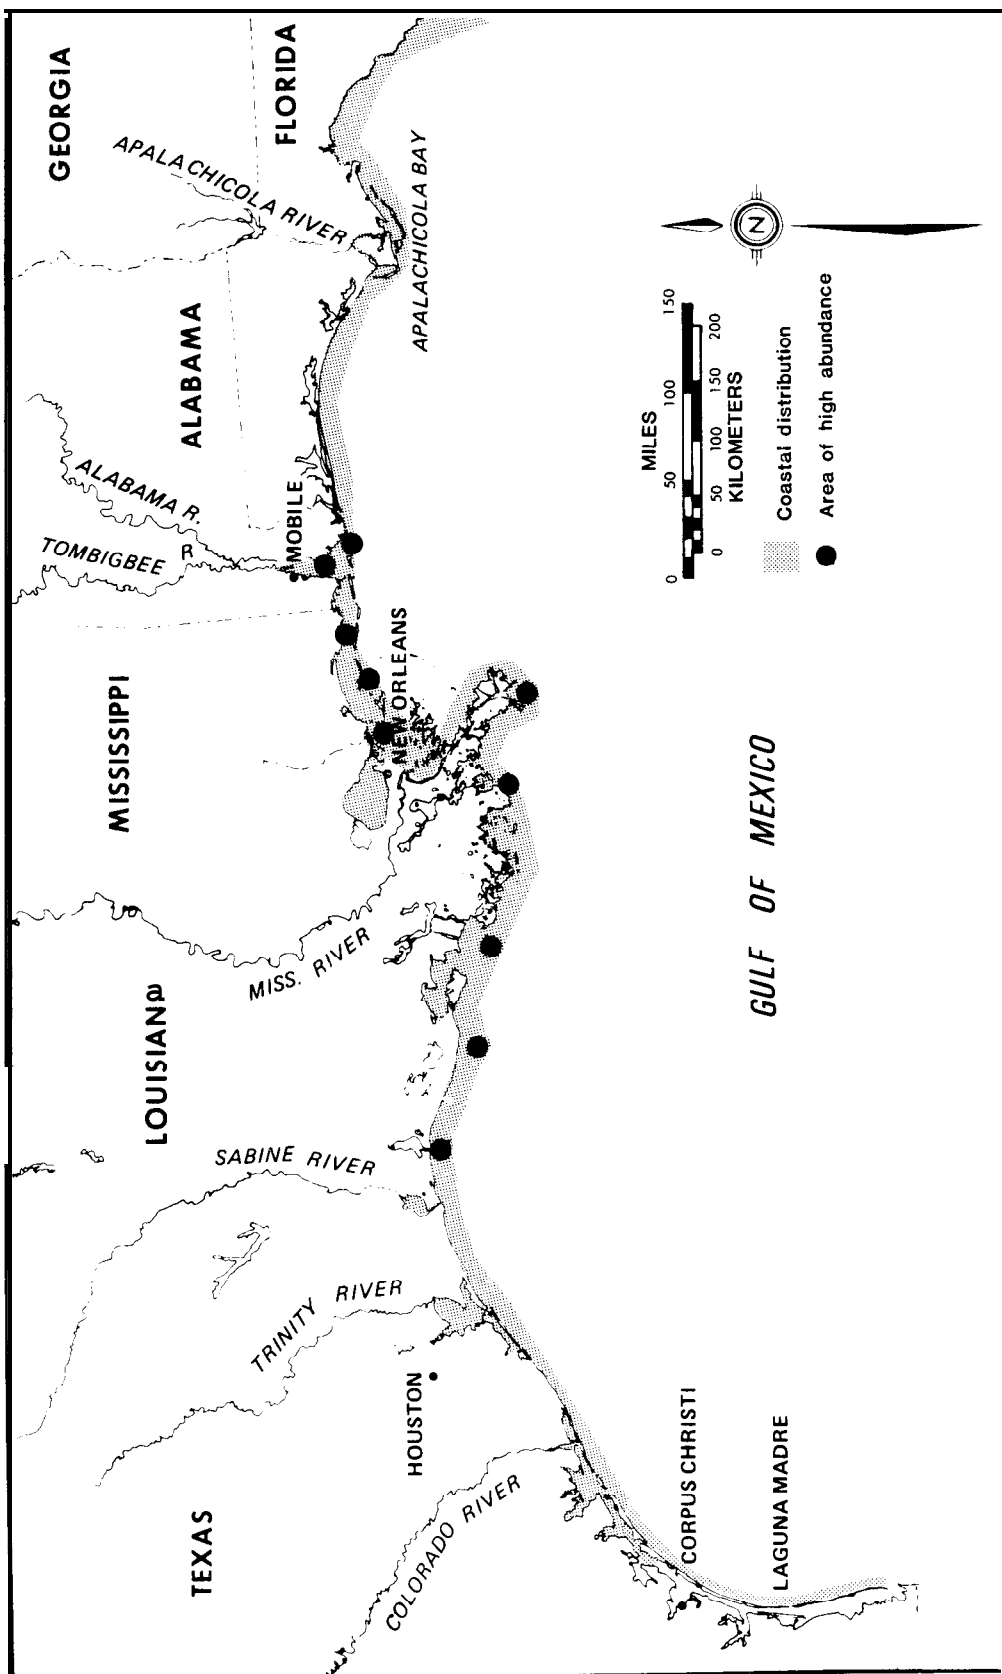 TEXAS
LOUISIANa
MISSISSIPPI
ALABAMA
GEORGIA
FLORIDA
COLORADO RIVER
HOUSTON
TRINITY RIVER
SABINE RIVER
MISS. RIVER
NEW ORLEANS
TOMBIGBEE R
ALABAMA R.
MOBILE
APALACHICOLA RIVER
APALACHICOLA BAY
CORPUS CHRISTI
LAGUNA MADRE
GULF OF MEXICO
MILES
0 50 100 150
0 50 100 150 200
KILOMETERS
Coastal distribution
Area of high abundance
N